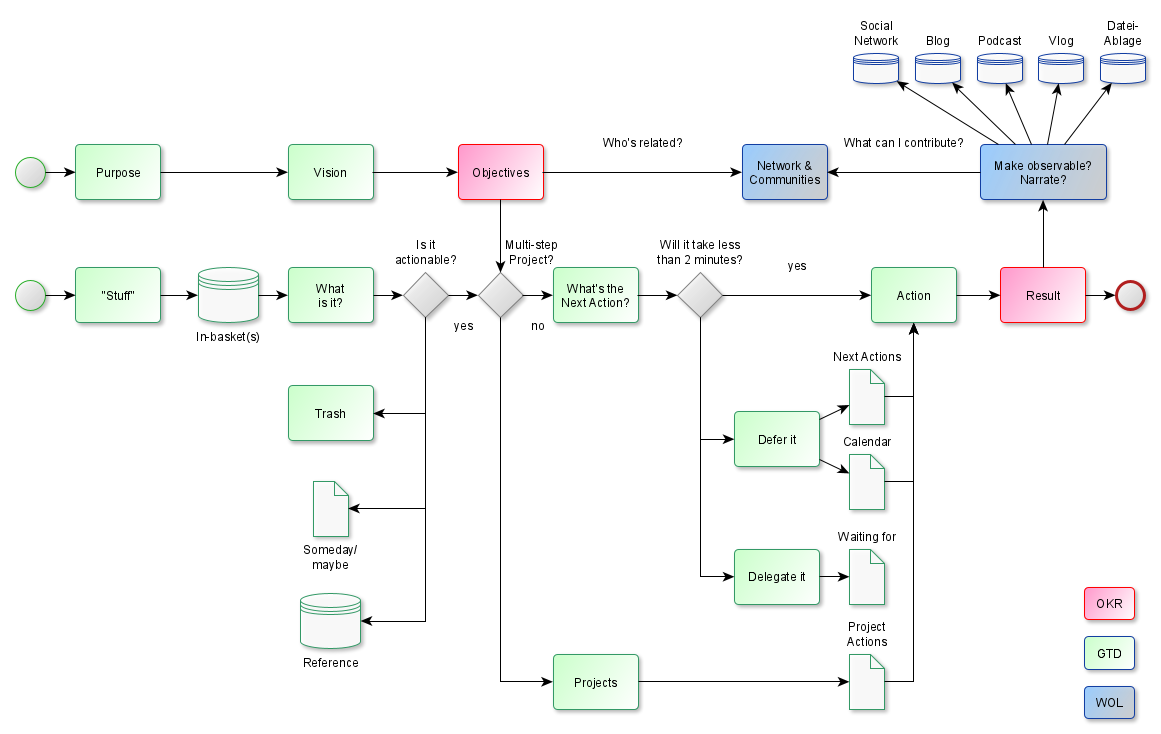 Social
Network
Blog
Podcast
Vlog
Datei-
Ablage
Purpose
Vision
Objectives
Who's related?
Network &
Communities
What can I contribute?
Make observable?
Narrate?
"Stuff"
In-basket(s)
What
is it?
Is it
actionable?
yes
Multi-step
Project?
no
What's the
Next Action?
Will it take less
than 2 minutes?
yes
Action
Result
Trash
Someday/
maybe
Reference
Next Actions
Defer it
Calendar
Waiting for
Delegate it
Project
Actions
Projects
OKR
GTD
WOL